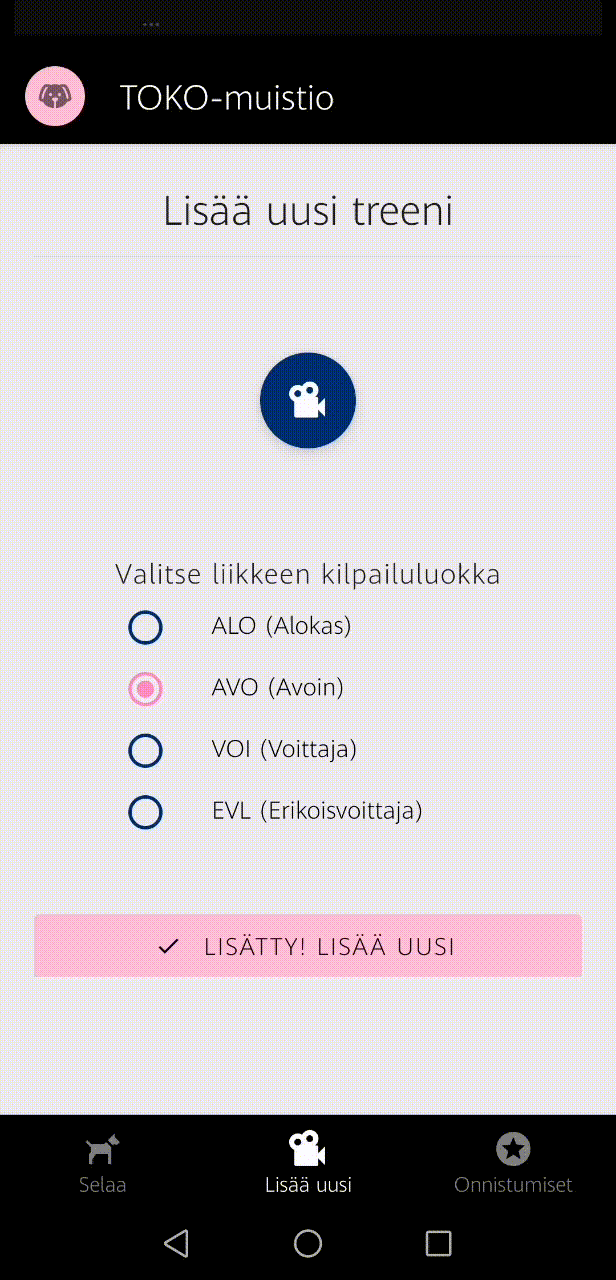 TOKO-muistio
Lisää uusi treeni
Valitse liikkeen kilpailuluokka
ALO (Alokas)
AVO (Avoin)
VOI (Voittaja)
EVL (Erikoisvoittaja)
LISÄTTY! LISÄÄ UUSI
Selaa
Lisää uusi
Onnistumiset